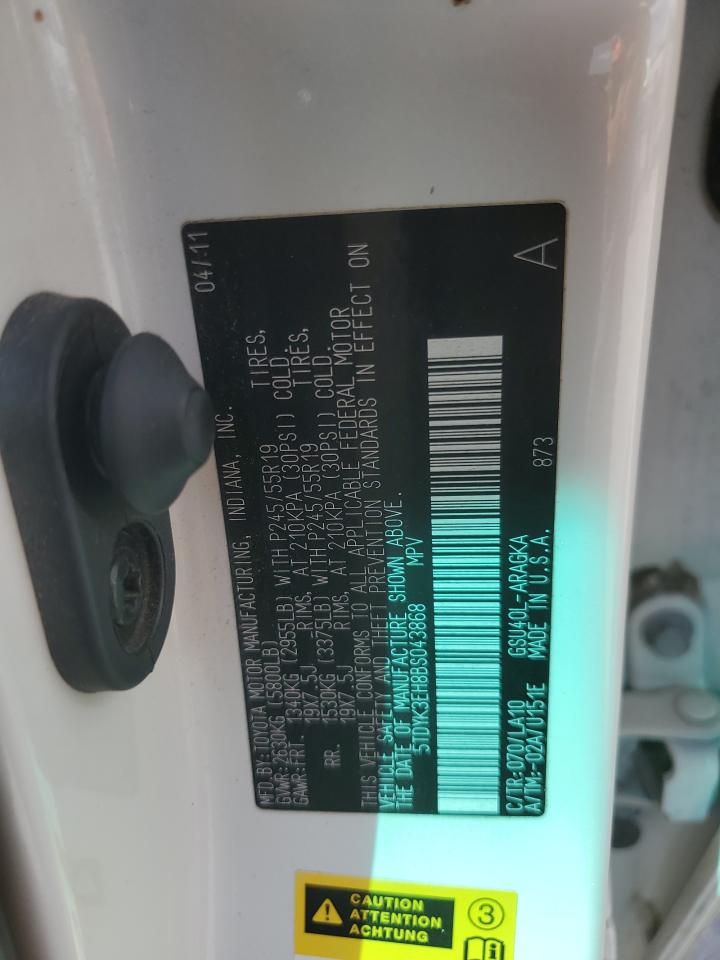 MFD.BY:TOYOTA MOTOR MANUFACTURING, INDIANA, INC. 04/11
GVWR:2630KG (5800LB)
GAWR:FRT. 1340KG (2955LB) WITH P245/55R19 TIRES,
19X7.5J RIMS, AT 210KPA (30PSI) COLD.
RR. 1530KG (3375LB) WITH P245/55R19 TIRES,
19X7.5J RIMS, AT 210KPA (30PSI) COLD.
THIS VEHICLE CONFORMS TO ALL APPLICABLE FEDERAL MOTOR
VEHICLE SAFETY AND THEFT PREVENTION STANDARDS IN EFFECT ON
THE DATE OF MANUFACTURE SHOWN ABOVE.
5TDYK3EH8BS043868 MPV
C/TR:070/LA10 GSU40L-ARAGKA 873 A
A/TM:-02A/U151E MADE IN U.S.A.
CAUTION
ATTENTION
ACHTUNG
3